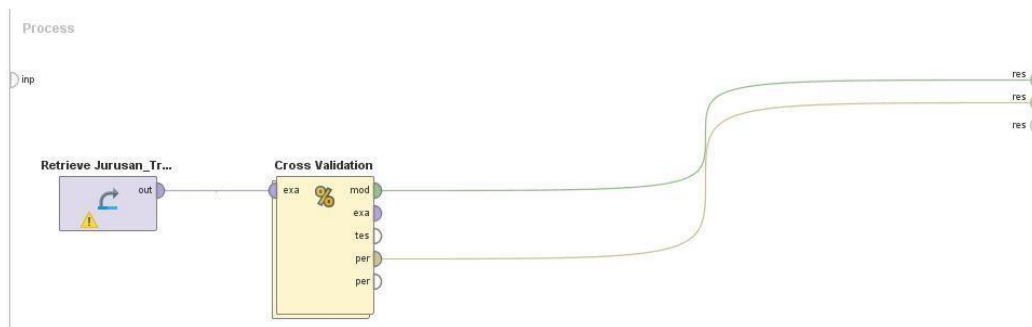 Process
inp
res
res
res
Retrieve Jurusan_Tr...
out
Cross Validation
exa
%
mod
exa
tes
per
per